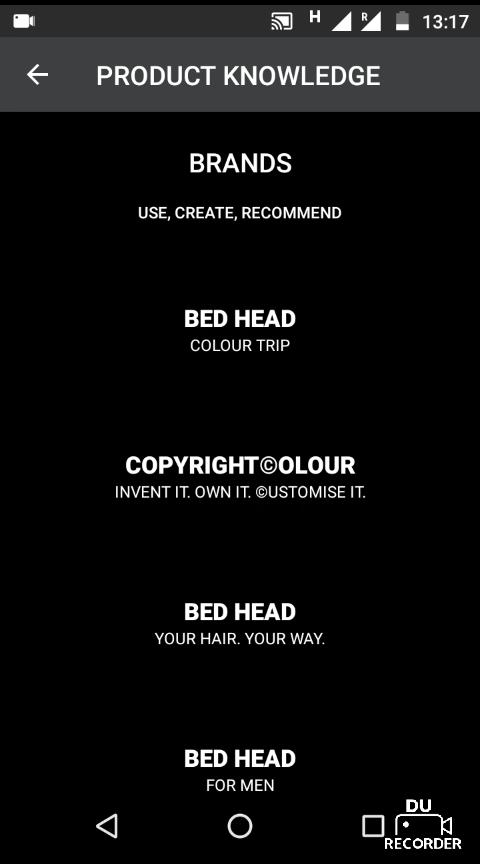 H R 13:17
PRODUCT KNOWLEDGE
BRANDS
USE, CREATE, RECOMMEND
BED HEAD
COLOUR TRIP
COPYRIGHT©OLOUR
INVENT IT. OWN IT. ©USTOMISE IT.
BED HEAD
YOUR HAIR. YOUR WAY.
BED HEAD
FOR MEN
DU
RECORDER